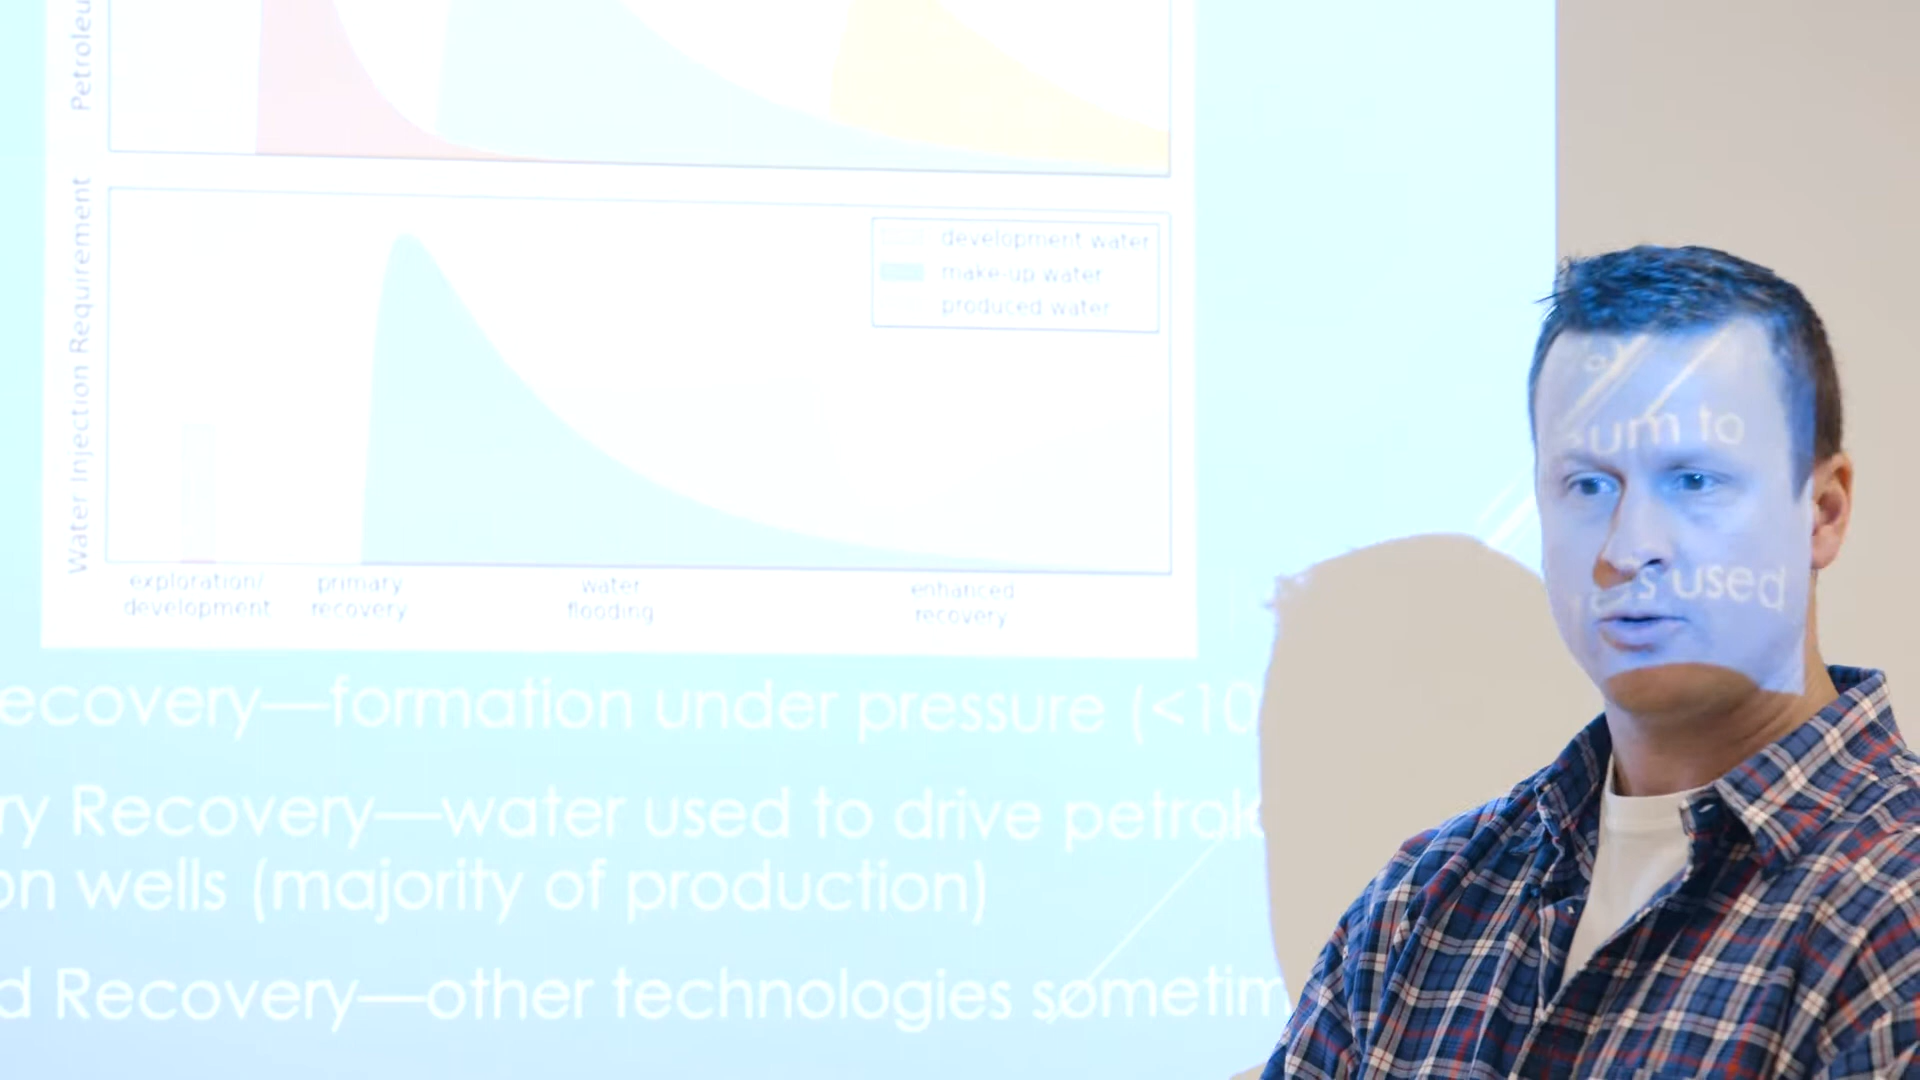 Petroleu
Water Injection Requirement
development water
make-up water
produced water
exploration/
development
primary
recovery
water
flooding
enhanced
recovery
ecovery—formation under pressure (<10
ry Recovery—water used to drive petrole
um to
on wells (majority of production)
d Recovery—other technologies sometim
s used